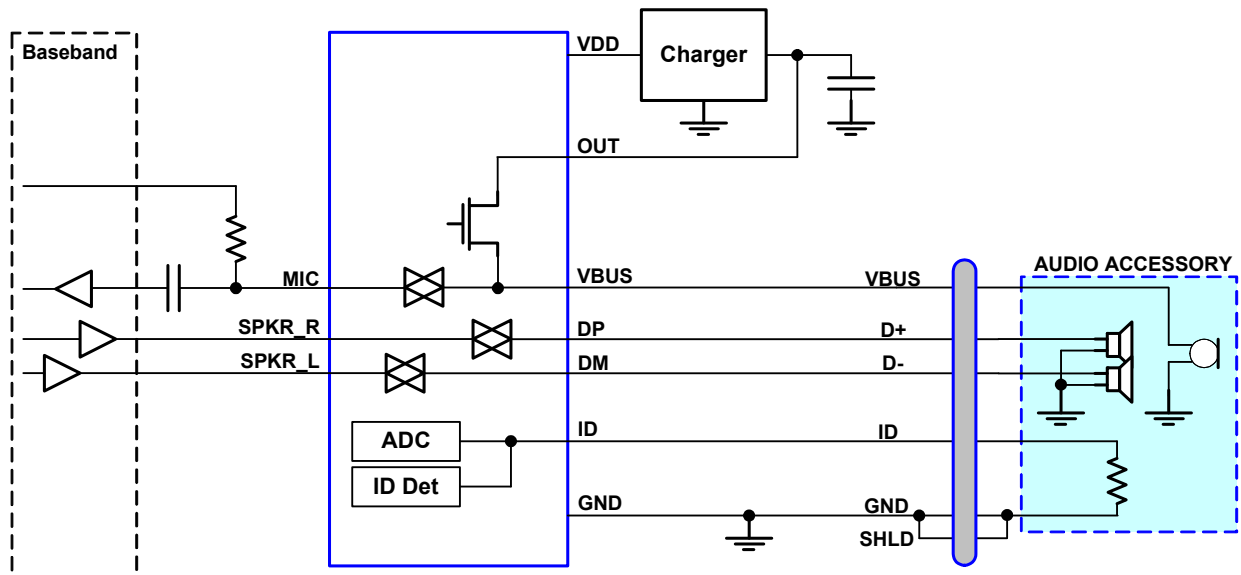 Baseband
VDD
Charger
OUT
AUDIO ACCESSORY
MIC
VBUS
VBUS
SPKR_R
DP
D+
SPKR_L
DM
D-
ADC
ID
ID
ID Det
GND
GND
SHLD